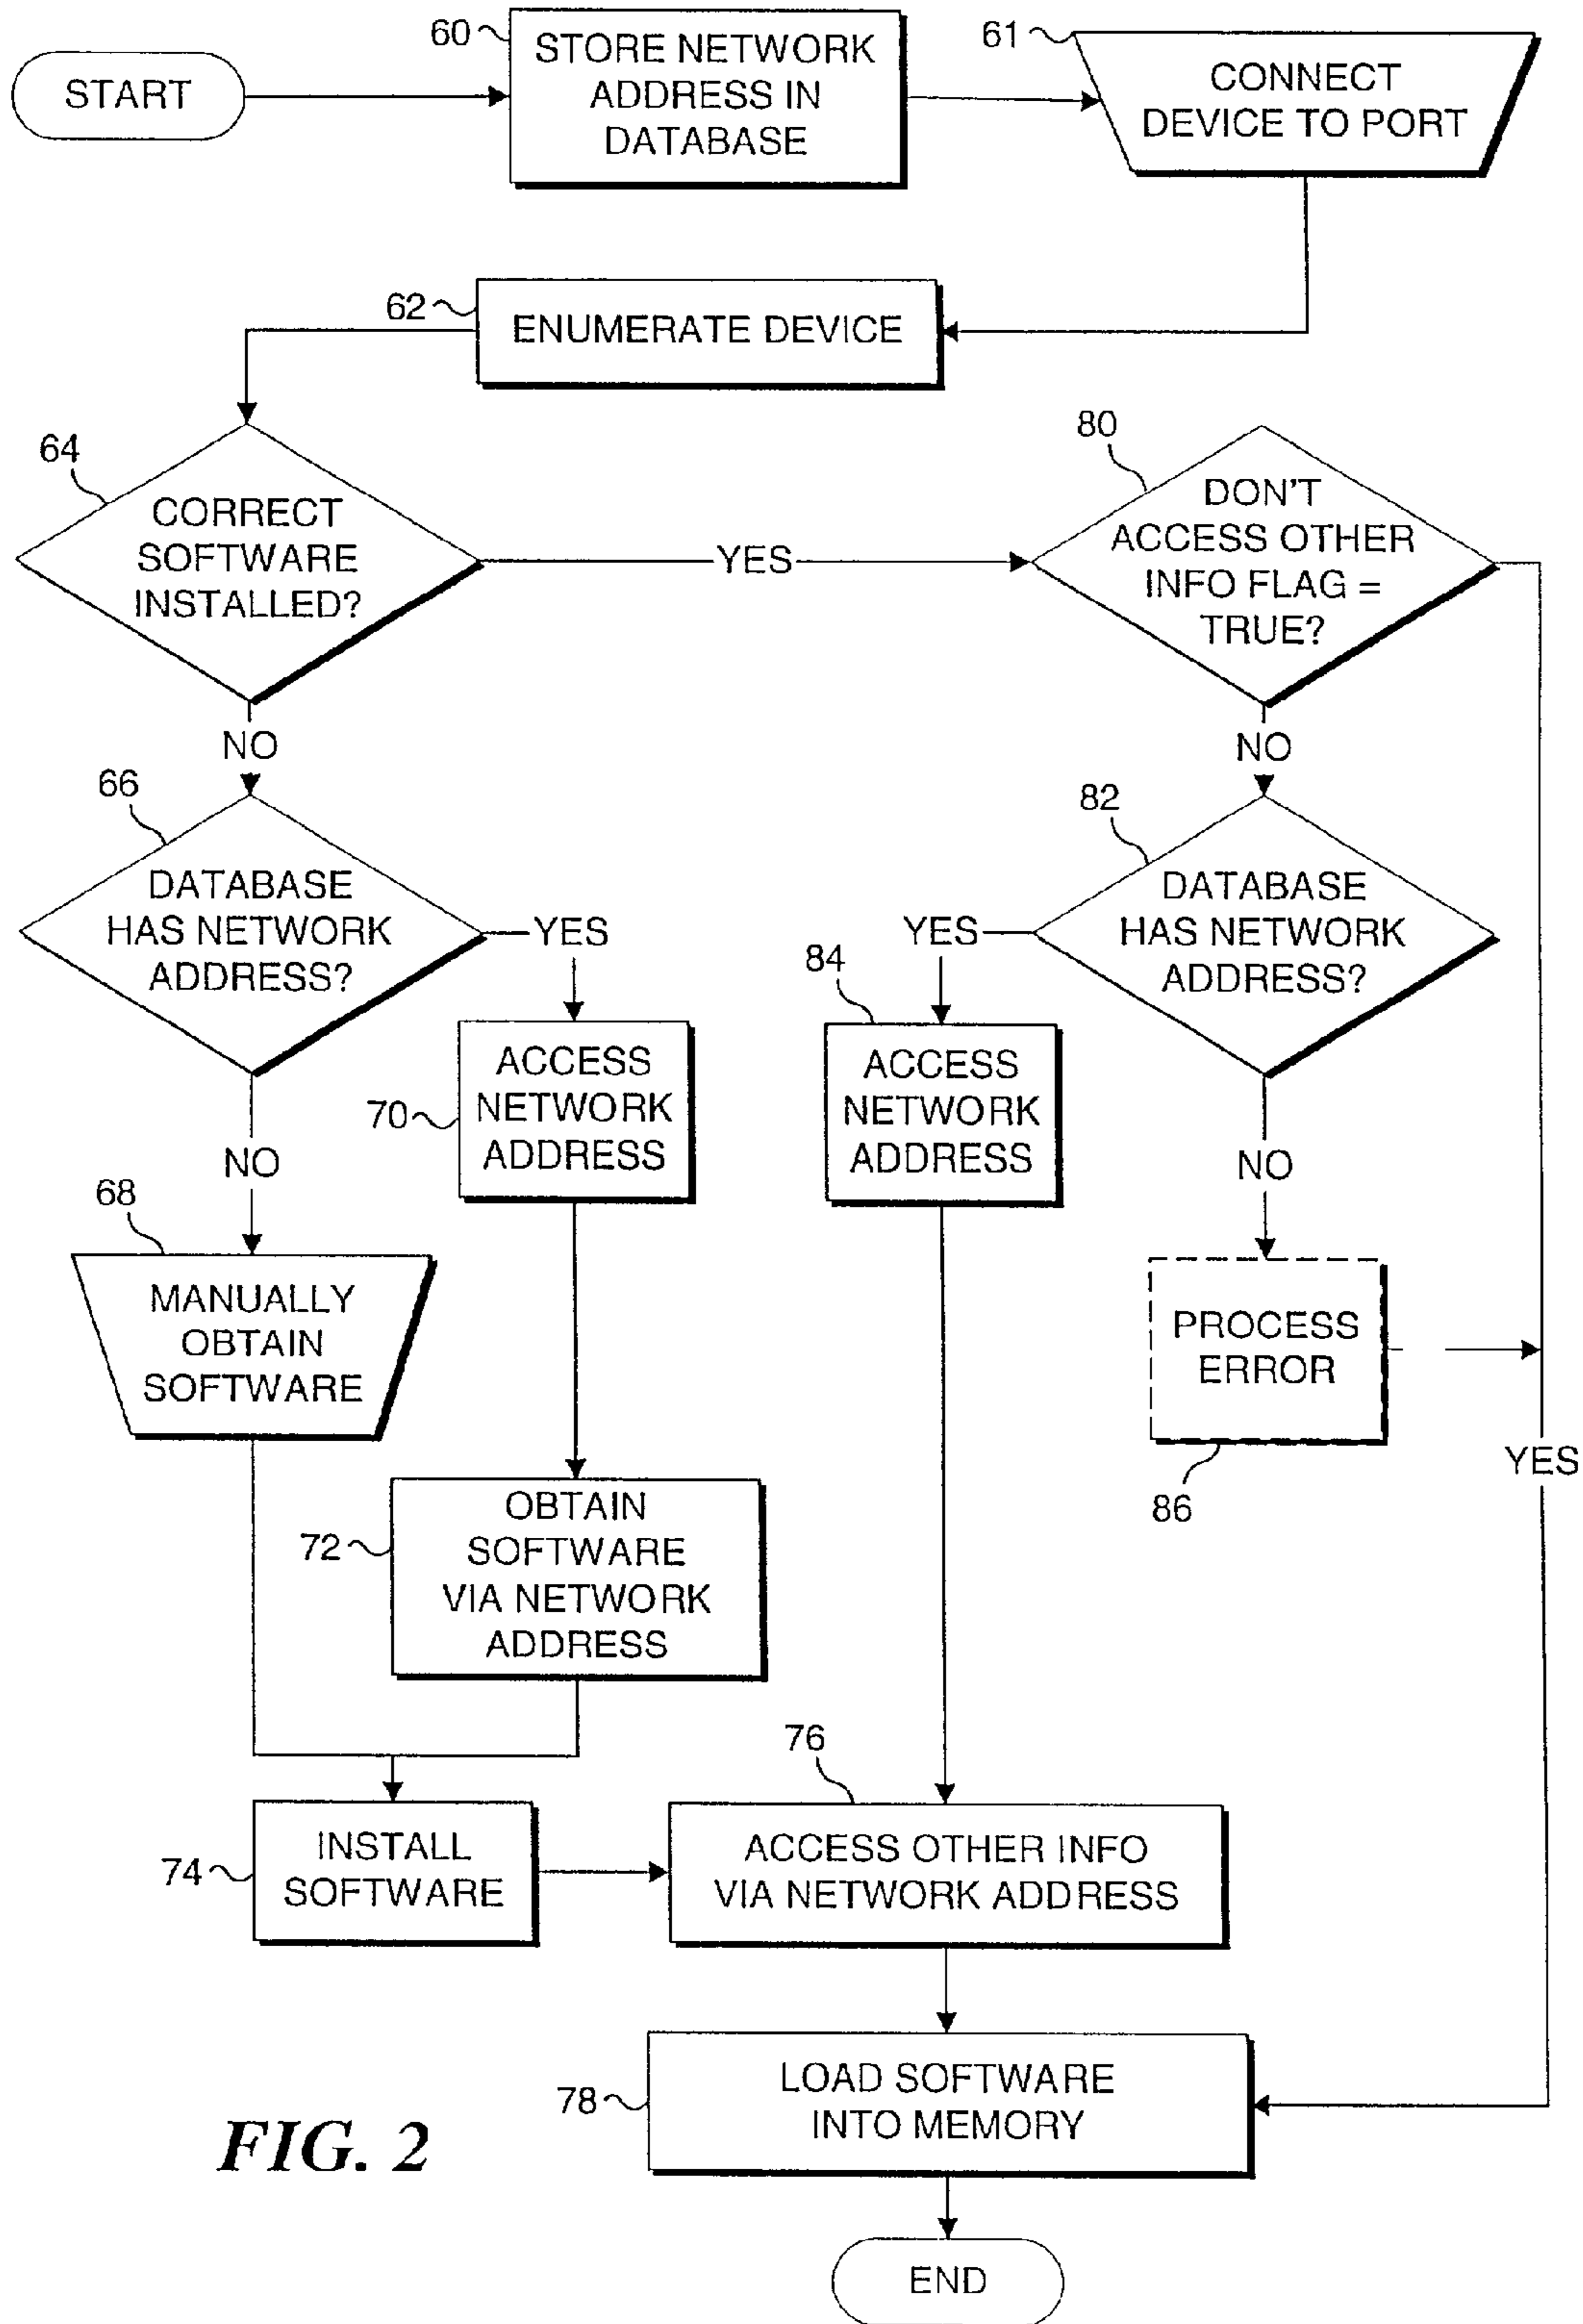 60
STORE NETWORK
ADDRESS IN
DATABASE
61
CONNECT
DEVICE TO PORT
START
62
ENUMERATE DEVICE
64
CORRECT
SOFTWARE
INSTALLED?
YES
80
DON'T
ACCESS OTHER
INFO FLAG =
TRUE?
NO
NO
66
DATABASE
HAS NETWORK
ADDRESS?
YES
82
DATABASE
HAS NETWORK
ADDRESS?
YES
84
70
ACCESS
NETWORK
ADDRESS
ACCESS
NETWORK
ADDRESS
NO
NO
68
MANUALLY
OBTAIN
SOFTWARE
PROCESS
ERROR
86
YES
72
OBTAIN
SOFTWARE
VIA NETWORK
ADDRESS
74
INSTALL
SOFTWARE
76
ACCESS OTHER INFO
VIA NETWORK ADDRESS
78
LOAD SOFTWARE
INTO MEMORY
FIG. 2
END